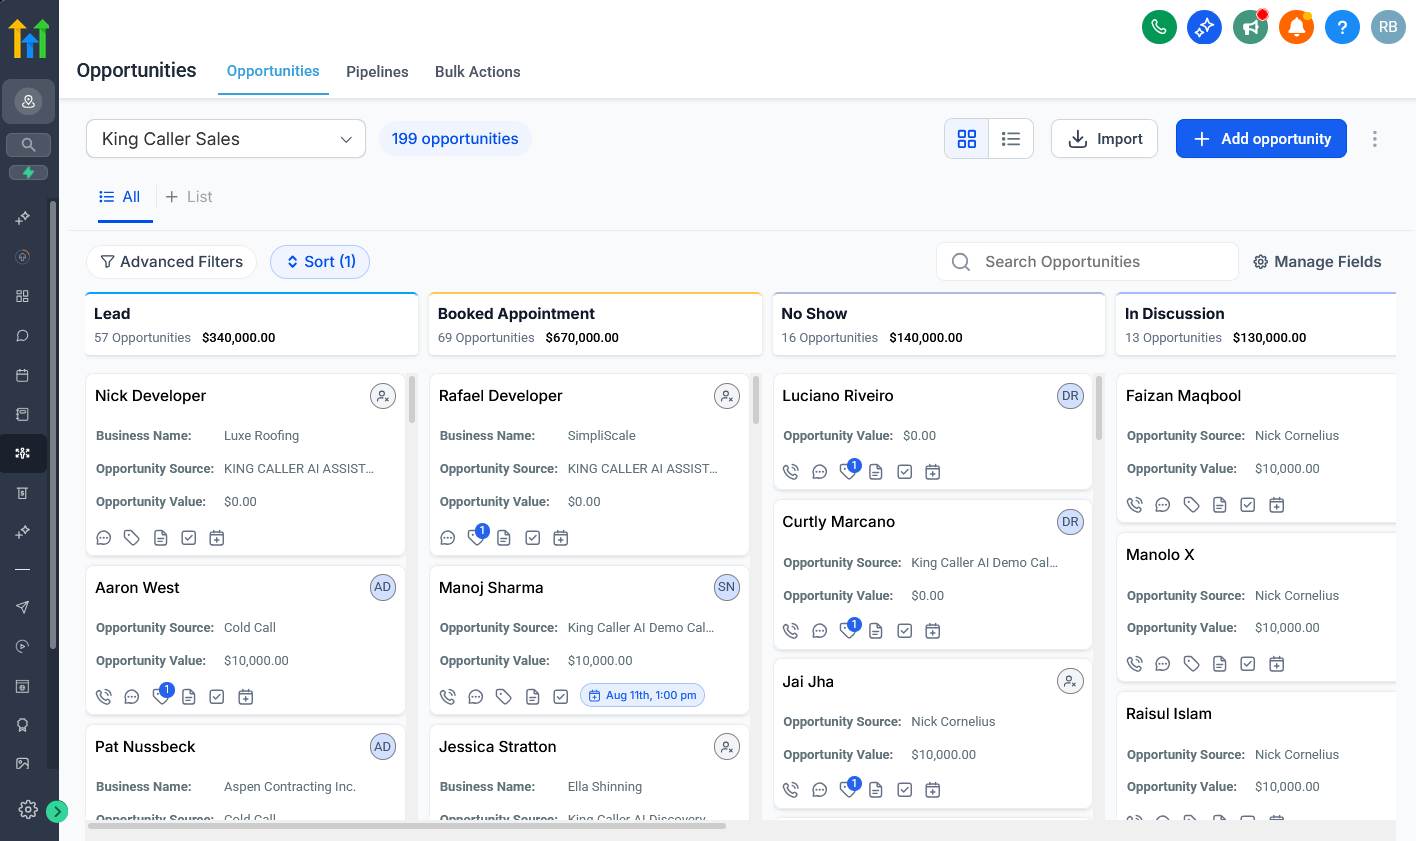 RB
Opportunities
Opportunities
Pipelines
Bulk Actions
King Caller Sales
199 opportunities
Import
Add opportunity
All
List
Advanced Filters
Sort (1)
Search Opportunities
Manage Fields
Lead
57 Opportunities $340,000.00
Nick Developer
Business Name: Luxe Roofing
Opportunity Source: KING CALLER AI ASSIST...
Opportunity Value: $0.00
Aaron West
AD
Opportunity Source: Cold Call
Opportunity Value: $10,000.00
1
Pat Nussbeck
AD
Business Name: Aspen Contracting Inc.
Opportunity Source: Cold Call
Booked Appointment
69 Opportunities $670,000.00
Rafael Developer
Business Name: SimpliScale
Opportunity Source: KING CALLER AI ASSIST...
Opportunity Value: $0.00
1
Manoj Sharma
SN
Opportunity Source: King Caller AI Demo Cal...
Opportunity Value: $10,000.00
Aug 11th, 1:00 pm
Jessica Stratton
Business Name: Ella Shinning
Opportunity Source: King Caller AI Discovery
No Show
16 Opportunities $140,000.00
Luciano Riveiro
DR
Opportunity Value: $0.00
1
Curtly Marcano
DR
Opportunity Source: King Caller AI Demo Cal...
Opportunity Value: $0.00
1
Jai Jha
Opportunity Source: Nick Cornelius
Opportunity Value: $10,000.00
1
In Discussion
13 Opportunities $130,000.00
Faizan Maqbool
Opportunity Source: Nick Cornelius
Opportunity Value: $10,000.00
Manolo X
Opportunity Source: Nick Cornelius
Opportunity Value: $10,000.00
Raisul Islam
Opportunity Source: Nick Cornelius
Opportunity Value: $10,000.00